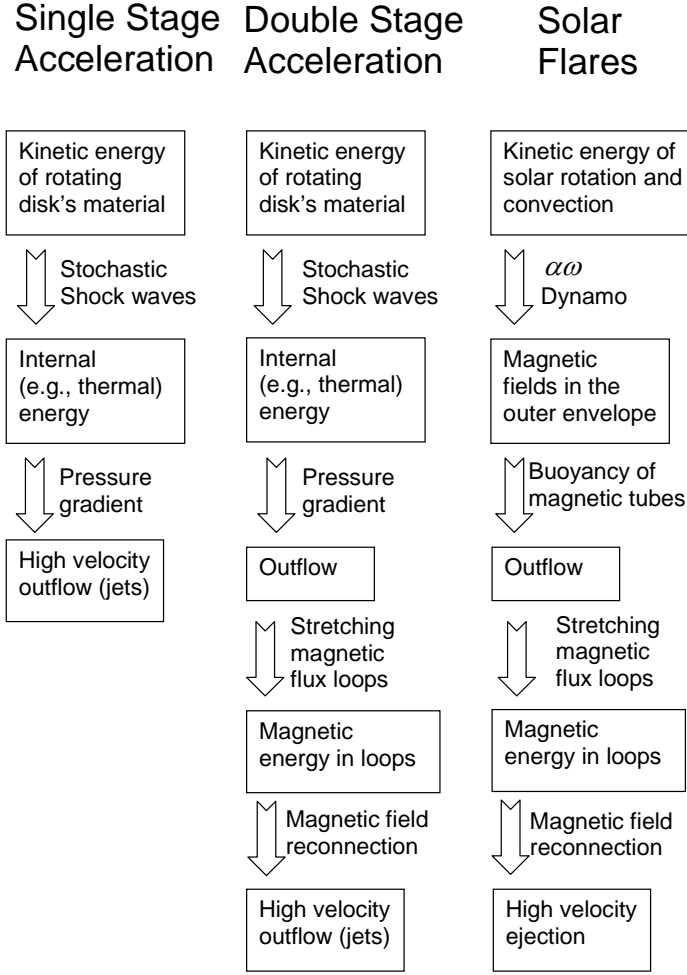 Single Stage
Acceleration
Kinetic energy
of rotating
disk's material
Stochastic
Shock waves
Internal
(e.g., thermal)
energy
Pressure
gradient
High velocity
outflow (jets)
Double Stage
Acceleration
Kinetic energy
of rotating
disk's material
Stochastic
Shock waves
Internal
(e.g., thermal)
energy
Pressure
gradient
Outflow
Stretching
magnetic
flux loops
Magnetic
energy in loops
Magnetic field
reconnection
High velocity
outflow (jets)
Solar
Flares
Kinetic energy of
solar rotation and
convection
αω
Dynamo
Magnetic
fields in the
outer envelope
Buoyancy of
magnetic tubes
Outflow
Stretching
magnetic
flux loops
Magnetic
energy in loops
Magnetic field
reconnection
High velocity
ejection